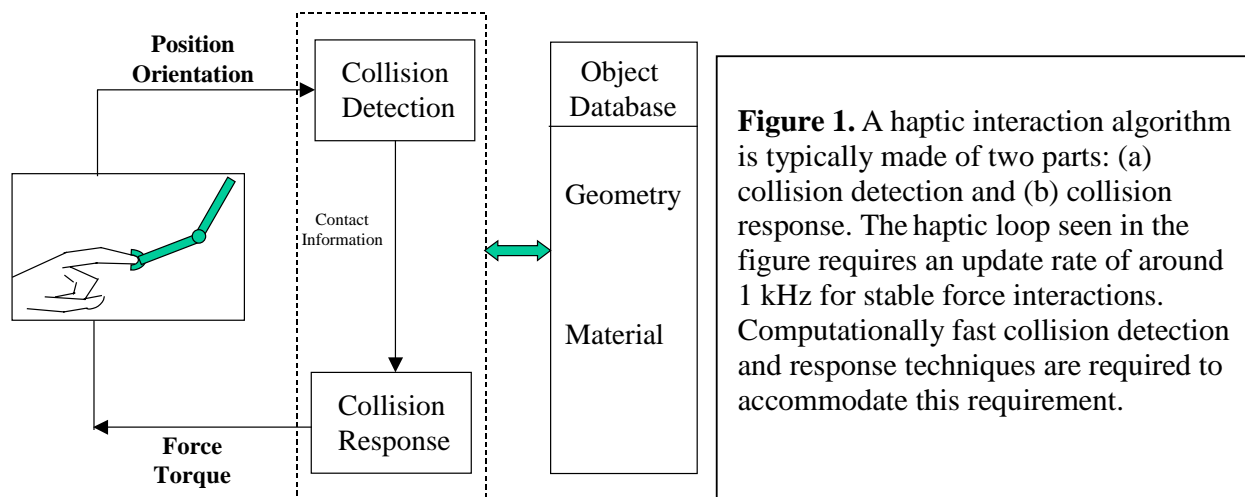 Position
Orientation
Collision
Detection
Contact
Information
Collision
Response
Force
Torque
Object
Database
Geometry
Material
Figure 1. A haptic interaction algorithm
is typically made of two parts: (a)
collision detection and (b) collision
response. The haptic loop seen in the
figure requires an update rate of around
1 kHz for stable force interactions.
Computationally fast collision detection
and response techniques are required to
accommodate this requirement.